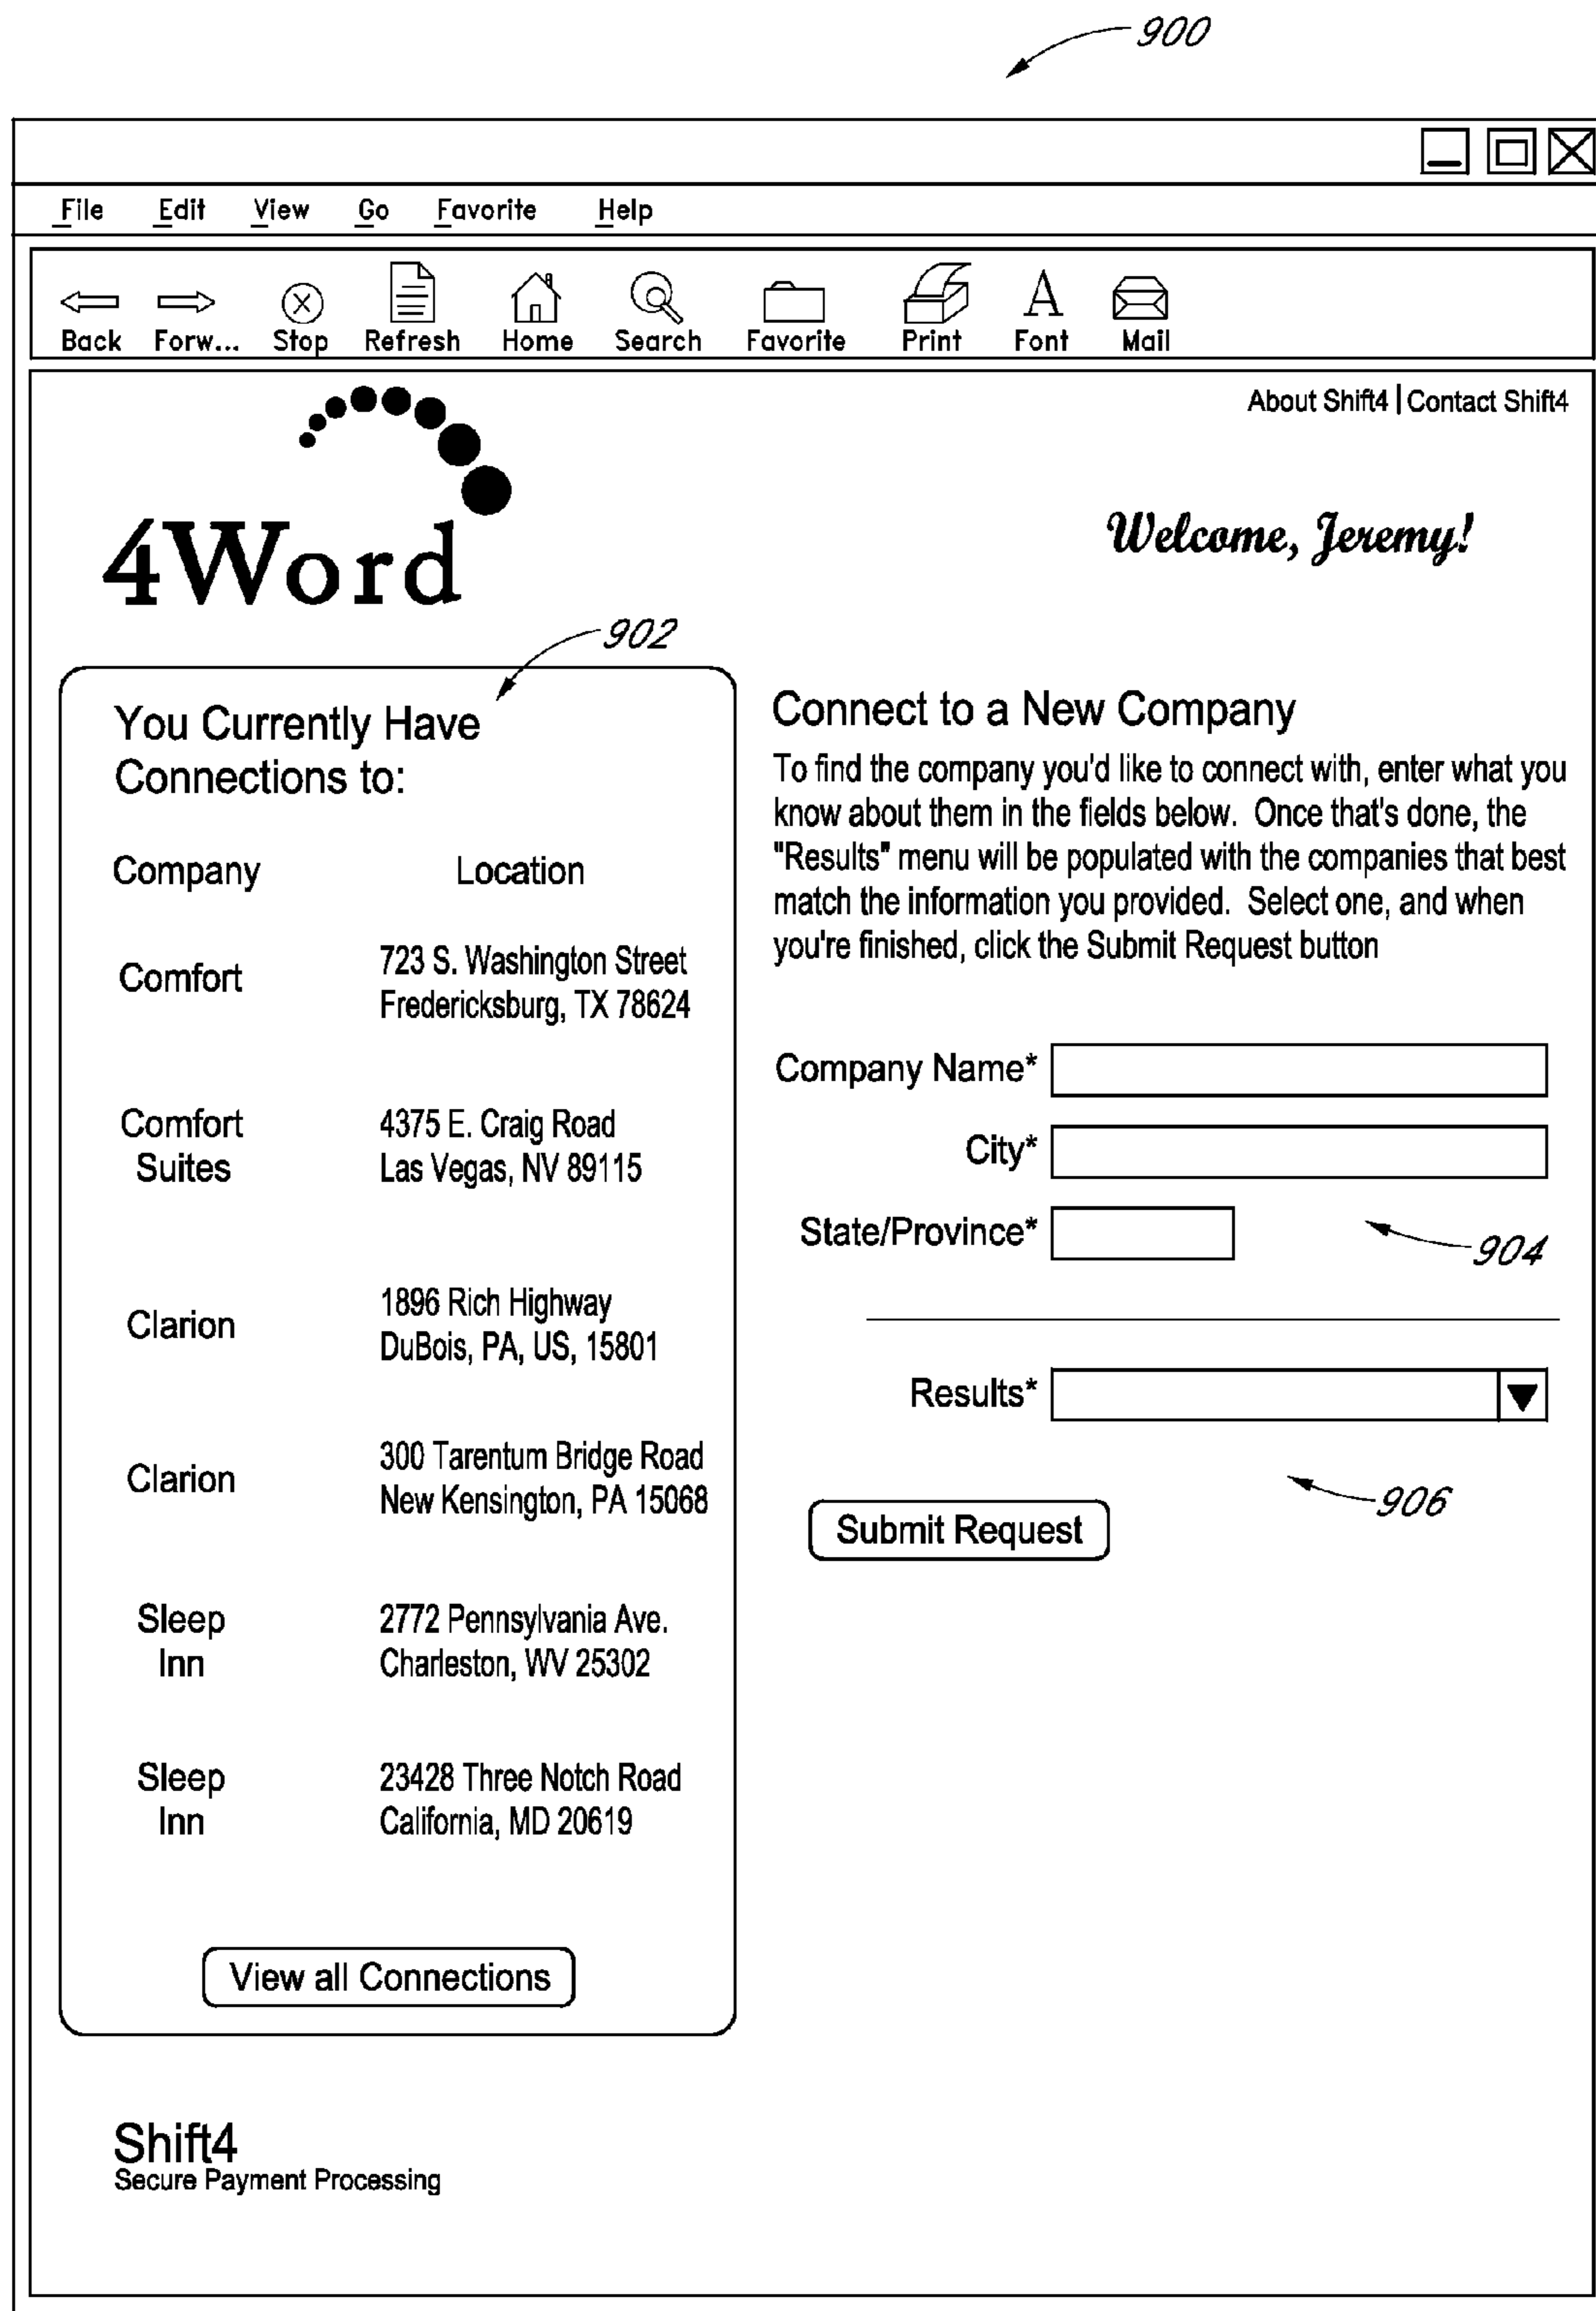 900
File Edit View Go Favorite Help
Back Forw... Stop Refresh Home Search Favorite Print Font Mail
About Shift4 | Contact Shift4
4Word
Welcome, Jeremy!
902
You Currently Have
Connections to:
Company Location
Comfort
723 S. Washington Street
Fredericksburg, TX 78624
Comfort
Suites
4375 E. Craig Road
Las Vegas, NV 89115
Clarion
1896 Rich Highway
DuBois, PA, US, 15801
Clarion
300 Tarentum Bridge Road
New Kensington, PA 15068
Sleep
Inn
2772 Pennsylvania Ave.
Charleston, WV 25302
Sleep
Inn
23428 Three Notch Road
California, MD 20619
View all Connections
Connect to a New Company
To find the company you'd like to connect with, enter what you
know about them in the fields below. Once that's done, the
"Results" menu will be populated with the companies that best
match the information you provided. Select one, and when
you're finished, click the Submit Request button
Company Name*
City*
State/Province*
904
Results*
906
Submit Request
Shift4
Secure Payment Processing